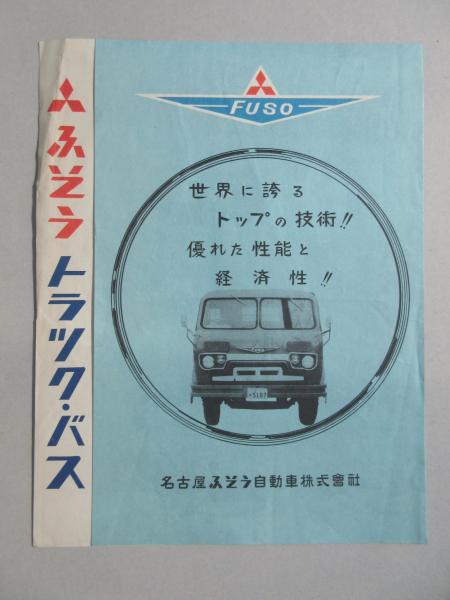 ふそうトラック・バス
FUSO
世界に誇る
トップの技術!!
優れた性能と
経済性!!
名古屋ふそう自動車株式會社